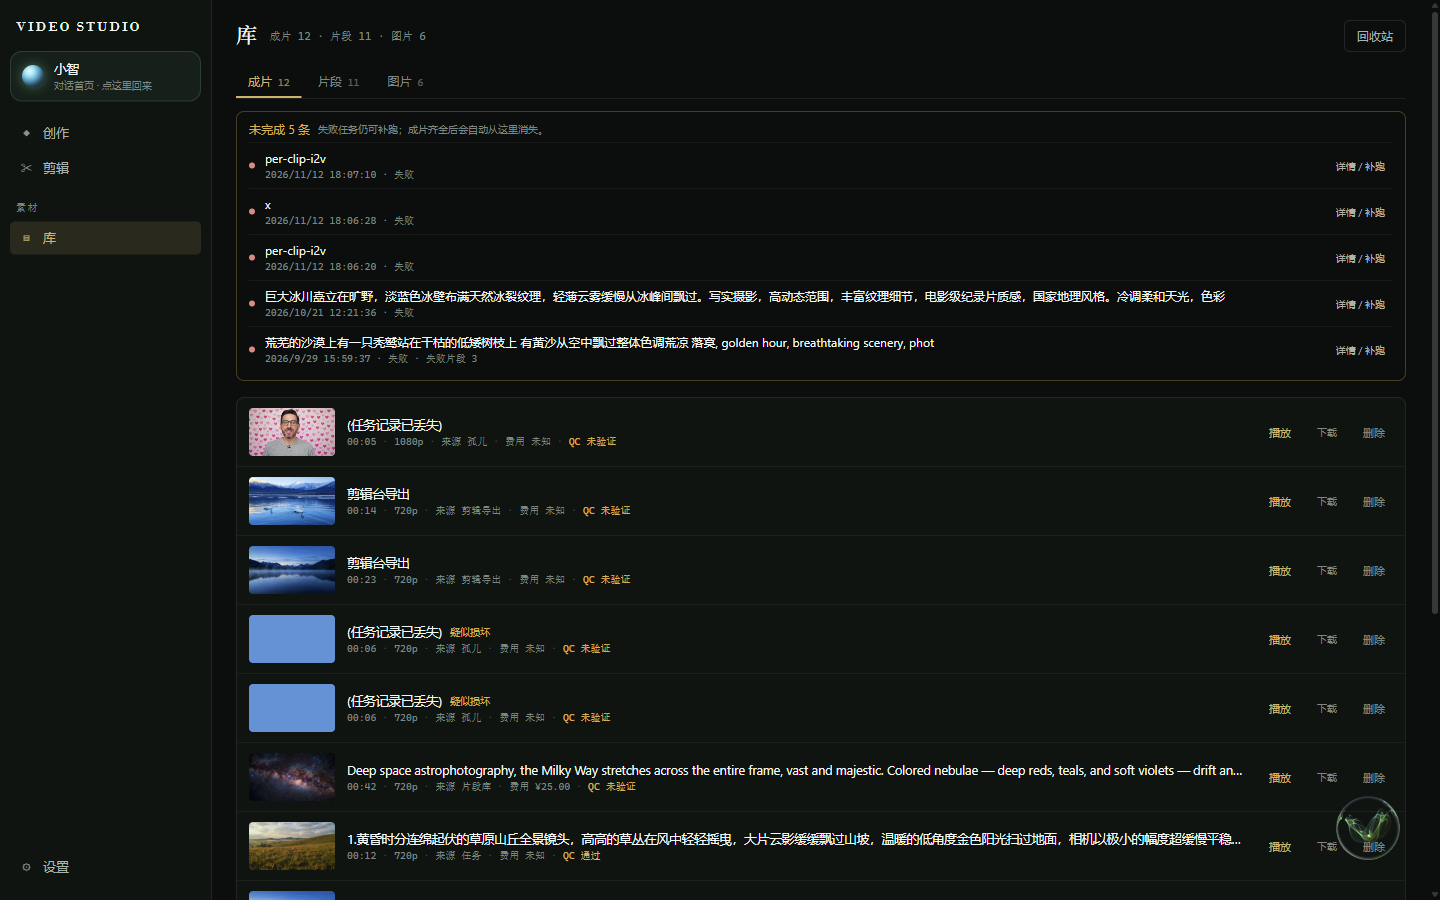 VIDEO STUDIO
小智
对话首页 · 点这里回来
创作
剪辑
素材
库
设置
库 成片 12 · 片段 11 · 图片 6
回收站
成片 12 片段 11 图片 6
未完成 5 条 失败任务仍可补跑；成片齐全后会自动从这里消失。
per-clip-i2v
2026/11/12 18:07:10 · 失败
详情 / 补跑
x
2026/11/12 18:06:28 · 失败
详情 / 补跑
per-clip-i2v
2026/11/12 18:06:20 · 失败
详情 / 补跑
巨大冰川矗立在旷野，淡蓝色冰壁布满天然冰裂纹理，轻薄云雾缓慢从冰峰间飘过。写实摄影，高动态范围，丰富纹理细节，电影级纪录片质感，国家地理风格。冷调柔和天光，色彩
2026/10/21 12:21:36 · 失败
详情 / 补跑
荒芜的沙漠上有一只秃鹫站在干枯的低矮树枝上 有黄沙从空中飘过整体色调荒凉 落寞, golden hour, breathtaking scenery, phot
2026/9/29 15:59:37 · 失败 · 失败片段 3
详情 / 补跑
(任务记录已丢失)
00:05 · 1080p · 来源 孤儿 · 费用 未知 · QC 未验证
播放 下载 删除
剪辑台导出
00:14 · 720p · 来源 剪辑导出 · 费用 未知 · QC 未验证
播放 下载 删除
剪辑台导出
00:23 · 720p · 来源 剪辑导出 · 费用 未知 · QC 未验证
播放 下载 删除
(任务记录已丢失) 疑似损坏
00:06 · 720p · 来源 孤儿 · 费用 未知 · QC 未验证
播放 下载 删除
(任务记录已丢失) 疑似损坏
00:06 · 720p · 来源 孤儿 · 费用 未知 · QC 未验证
播放 下载 删除
Deep space astrophotography, the Milky Way stretches across the entire frame, vast and majestic. Colored nebulae — deep reds, teals, and soft violets — drift an...
00:42 · 720p · 来源 片段库 · 费用 ¥25.00 · QC 未验证
播放 下载 删除
1.黄昏时分连绵起伏的草原山丘全景镜头，高高的草丛在风中轻轻摇曳，大片云影缓缓飘过山坡，温暖的低角度金色阳光扫过地面，相机以极小的幅度超缓慢平稳...
00:12 · 720p · 来源 任务 · 费用 未知 · QC 通过
播放 下载 删除